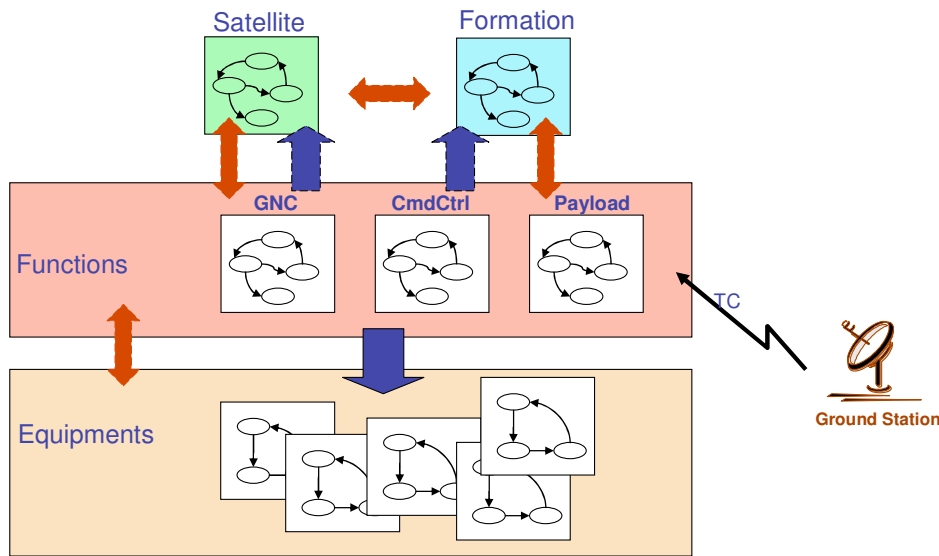 Satellite
Formation
GNC
CmdCtrl
Payload
Functions
TC
Equipments
Ground Station